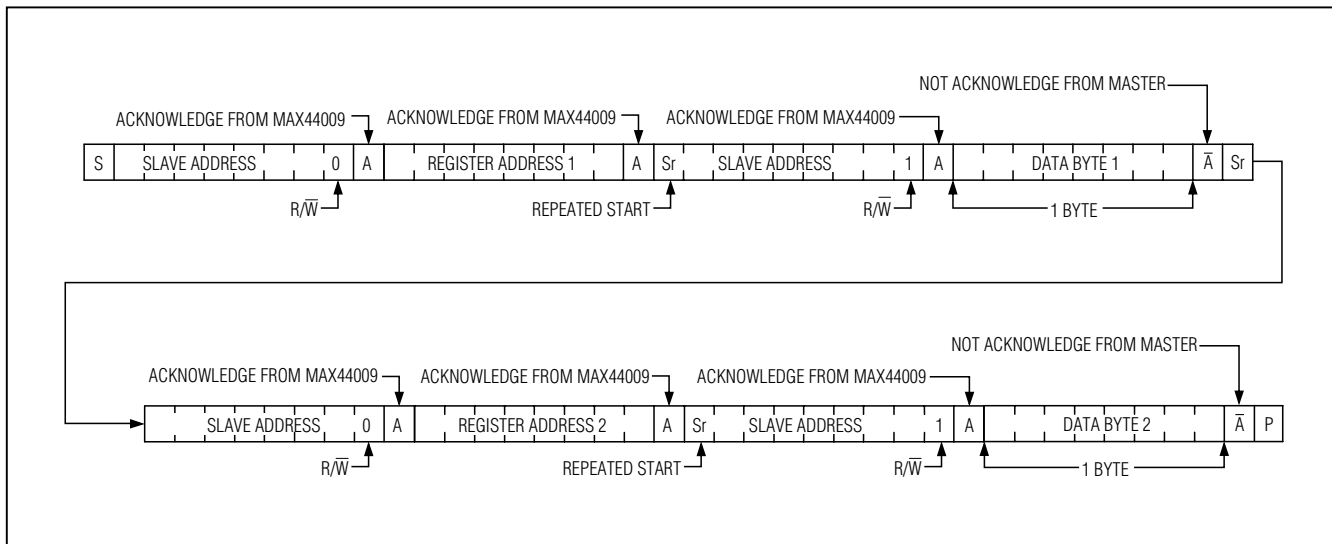 NOT ACKNOWLEDGE FROM MASTER
ACKNOWLEDGE FROM MAX44009 ACKNOWLEDGE FROM MAX44009 ACKNOWLEDGE FROM MAX44009
S SLAVE ADDRESS 0 A REGISTER ADDRESS 1 A Sr SLAVE ADDRESS 1 A DATA BYTE 1 A̅ Sr
R/W̅ REPEATED START R/W̅ 1 BYTE
NOT ACKNOWLEDGE FROM MASTER
ACKNOWLEDGE FROM MAX44009 ACKNOWLEDGE FROM MAX44009 ACKNOWLEDGE FROM MAX44009
SLAVE ADDRESS 0 A REGISTER ADDRESS 2 A Sr SLAVE ADDRESS 1 A DATA BYTE 2 A̅ P
R/W̅ REPEATED START R/W̅ 1 BYTE